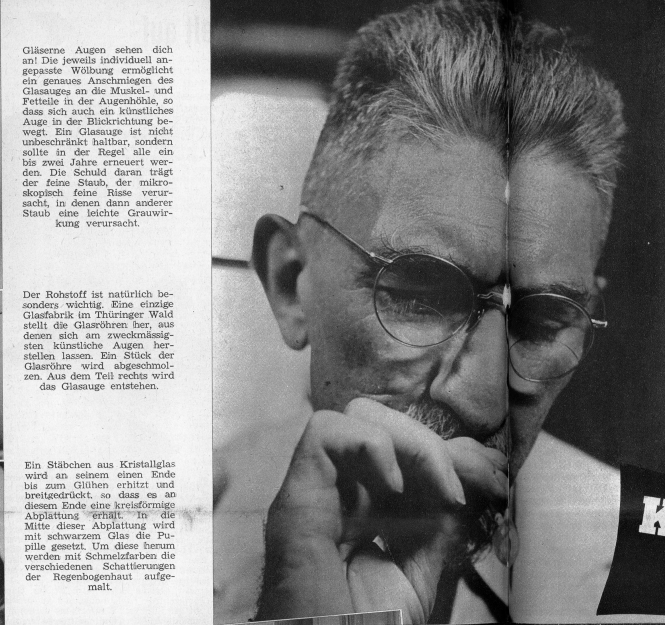 Gläserne Augen sehen dich
an! Die jeweils individuell an-
gepasste Wölbung ermöglicht
ein genaues Anschmiegen des
Glasauges an die Muskel- und
Fetteile in der Augenhöhle, so
dass sich auch ein künstliches
Auge in der Blickrichtung be-
wegt. Ein Glasauge ist nicht
unbeschränkt haltbar, sondern
sollte in der Regel alle ein
bis zwei Jahre erneuert wer-
den. Die Schuld daran trägt
der feine Staub, der mikro-
skopisch feine Risse verur-
sacht, in denen dann anderer
Staub eine leichte Grauwir-
kung verursacht.
Der Rohstoff ist natürlich be-
sonders wichtig. Eine einzige
Glasfabrik im Thüringer Wald
stellt die Glasröhren her, aus
denen sich am zweckmässig-
sten künstliche Augen her-
stellen lassen. Ein Stück der
Glasröhre wird abgeschmol-
zen. Aus dem Teil rechts wird
das Glasauge entstehen.
Ein Stäbchen aus Kristallglas
wird an seinem einen Ende
bis zum Glühen erhitzt und
breitgedrückt, so dass es an
diesem Ende eine kreisförmige
Abplattung erhält. In die
Mitte dieser Abplattung wird
mit schwarzem Glas die Pu-
pille gesetzt. Um diese herum
werden mit Schmelzfarben die
verschiedenen Schattierungen
der Regenbogenhaut aufge-
malt.
K